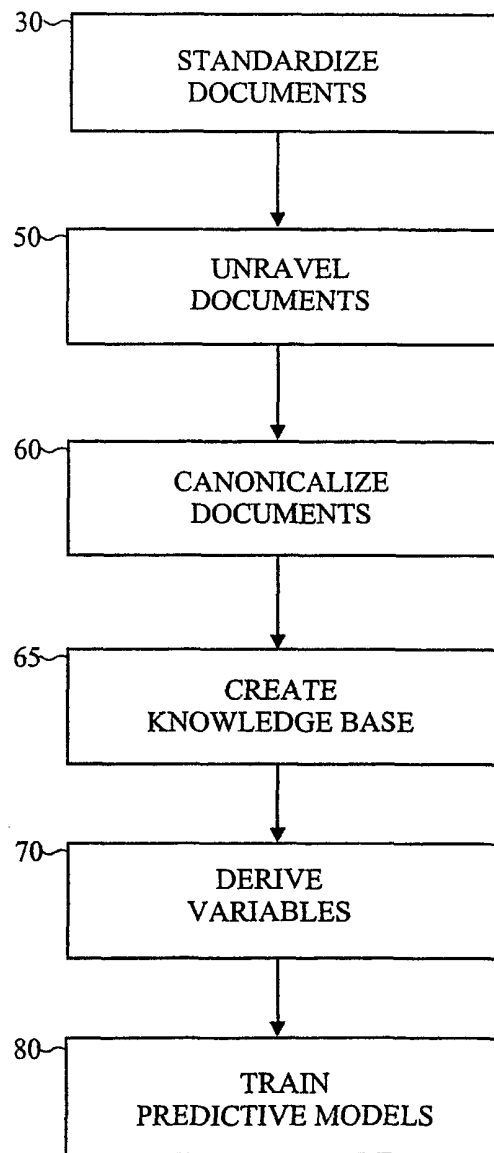 30
STANDARDIZE
DOCUMENTS
50
UNRAVEL
DOCUMENTS
60
CANONICALIZE
DOCUMENTS
65
CREATE
KNOWLEDGE BASE
70
DERIVE
VARIABLES
80
TRAIN
PREDICTIVE MODELS